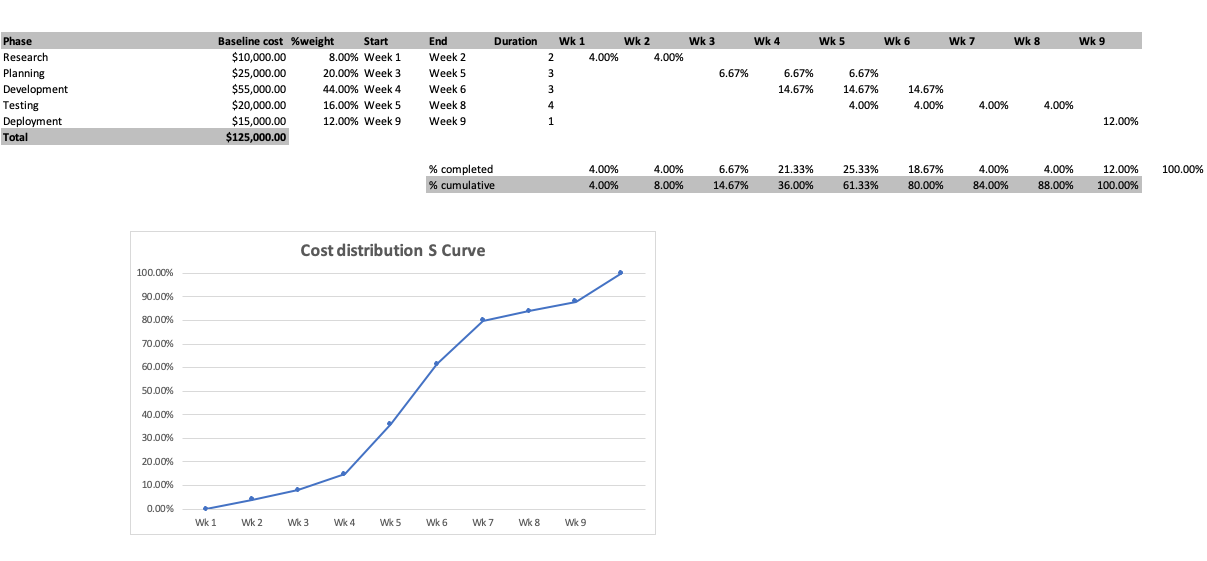 Phase Baseline cost %weight Start End Duration Wk 1 Wk 2 Wk 3 Wk 4 Wk 5 Wk 6 Wk 7 Wk 8 Wk 9
Research $10,000.00 8.00% Week 1 Week 2 2 4.00% 4.00%
Planning $25,000.00 20.00% Week 3 Week 5 3 6.67% 6.67% 6.67%
Development $55,000.00 44.00% Week 4 Week 6 3 14.67% 14.67% 14.67%
Testing $20,000.00 16.00% Week 5 Week 8 4 4.00% 4.00% 4.00% 4.00%
Deployment $15,000.00 12.00% Week 9 Week 9 1 12.00%
Total $125,000.00
% completed 4.00% 4.00% 6.67% 21.33% 25.33% 18.67% 4.00% 4.00% 12.00% 100.00%
% cumulative 4.00% 8.00% 14.67% 36.00% 61.33% 80.00% 84.00% 88.00% 100.00%
Cost distribution S Curve
100.00%
90.00%
80.00%
70.00%
60.00%
50.00%
40.00%
30.00%
20.00%
10.00%
0.00%
Wk 1 Wk 2 Wk 3 Wk 4 Wk 5 Wk 6 Wk 7 Wk 8 Wk 9